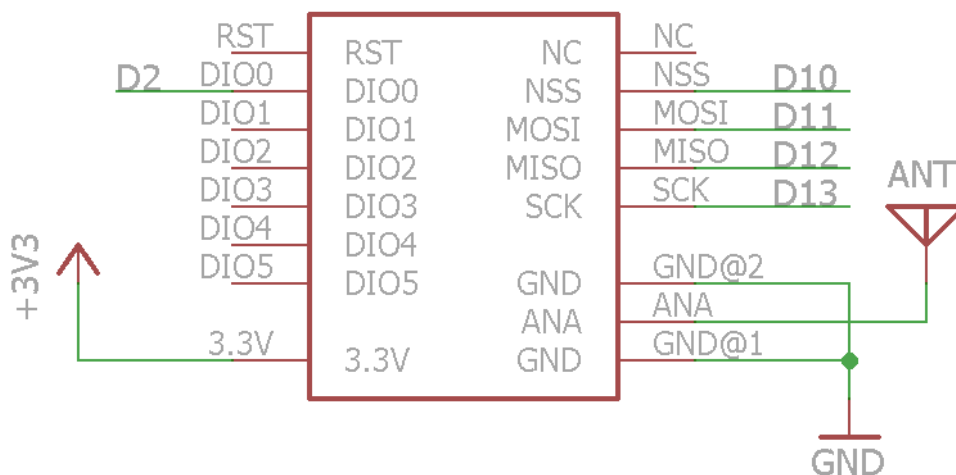 RST RST NC NC
D2 DIO0 DIO0 NSS NSS D10
DIO1 DIO1 MOSI MOSI D11
DIO2 DIO2 MISO MISO D12
DIO3 DIO3 SCK SCK D13
ANT
DIO4 DIO4
+3V3
DIO5 DIO5 GND GND@2
ANA ANA
3.3V 3.3V GND GND@1
GND